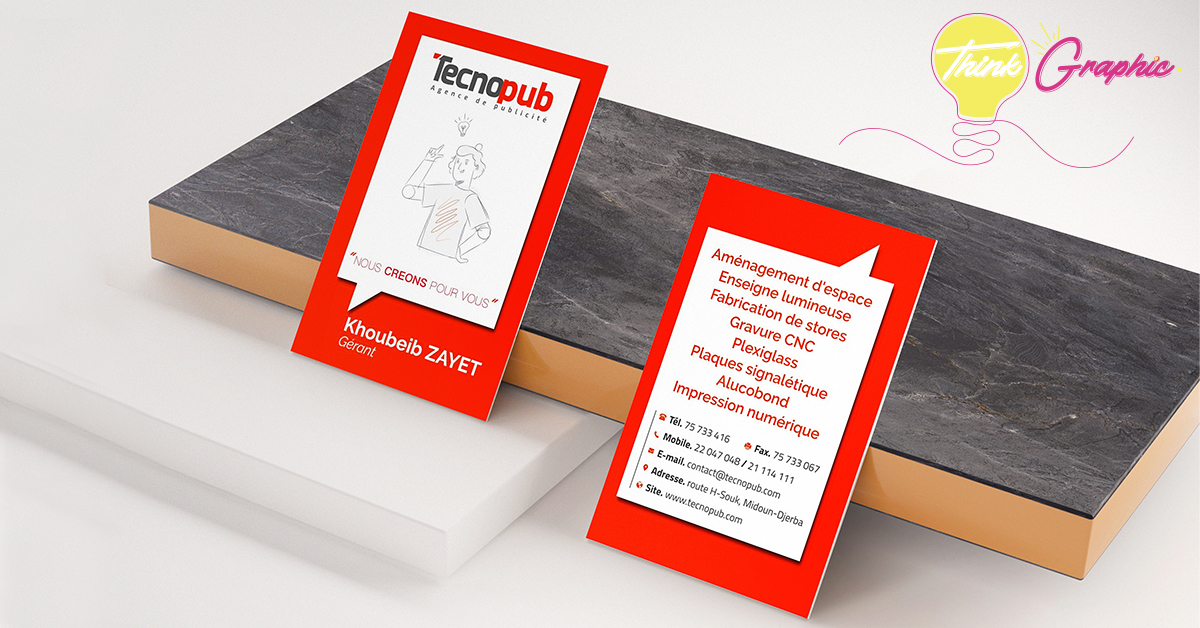 Think Graphic
Tecnopub
Agence de publicité
"NOUS CREONS POUR VOUS"
Khoubeib ZAYET
Gérant
Aménagement d'espace
Enseigne lumineuse
Fabrication de stores
Gravure CNC
Plexiglass
Plaques signalétique
Alucobond
Impression numérique
Tél. 75 733 416 Fax. 75 733 067
Mobile. 22 047 048 / 21 114 111
E-mail. contact@tecnopub.com
Adresse. route H-Souk, Midoun-Djerba
Site. www.tecnopub.com